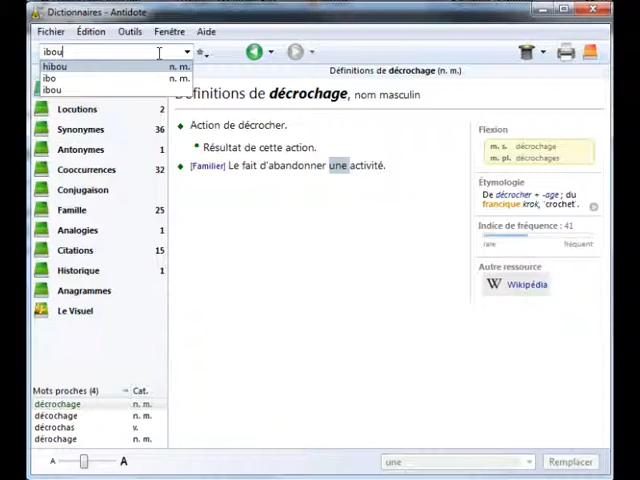 Dictionnaires - Antidote
Fichier Édition Outils Fenêtre Aide
ibou
hibou n. m.
ibo n. m.
ibou
Définitions de décrochage (n. m.)
Définitions de décrochage, nom masculin
Action de décrocher.
Résultat de cette action.
[Familier] Le fait d'abandonner une activité.
Locutions 2
Synonymes 36
Antonymes 1
Cooccurrences 32
Conjugaison
Famille 25
Analogies 1
Citations 15
Historique 1
Anagrammes
Le Visuel
Flexion
m. s. décrochage
m. pl. décrochages
Étymologie
De décrocher + -age ; du
francique krok, 'crochet'.
Indice de fréquence : 41
rare fréquent
Autre ressource
W Wikipédia
Mots proches (4) Cat.
décrochage n. m.
décochage n. m.
décrochas v.
dérochage n. m.
A A
une
Remplacer